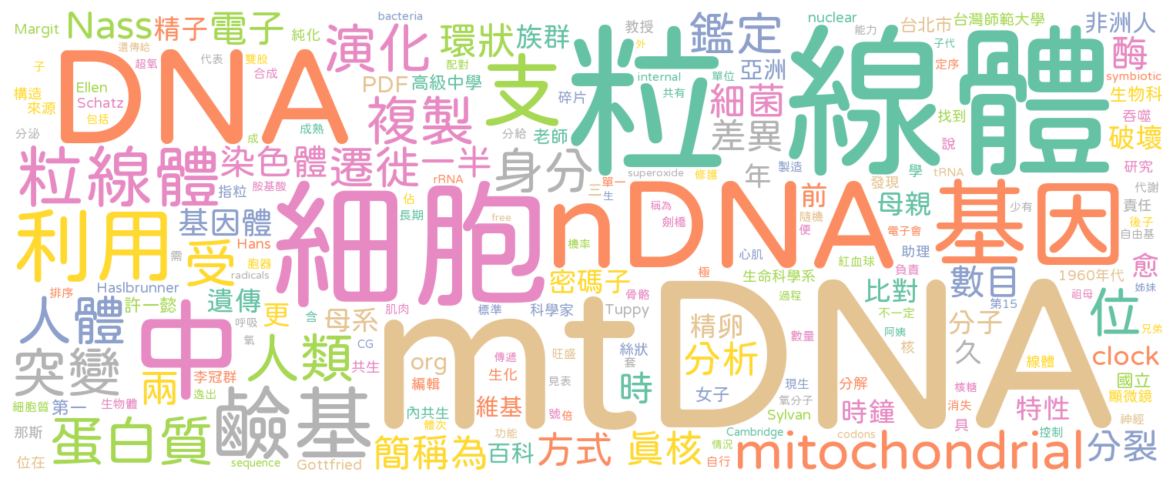 Margit Nass 精子 電子 純化 bacteria 演化 環狀 族群 教授 鑑定 nuclear 能力 台北市 台灣師範大學 非洲人
遺傳給 子 超氧 代表 雙股 合成 配對 外 子代 定序 酶
DNA PDF 高級中學 支 粒線體 internal 共有 單位 亞洲 symbiotic
構造 來源 Ellen Schatz 包括 複製 碎片 細菌 找到 生物科 吞噬
分泌 成 成熟 分給 老師 差異 製造 學 說 破壞
粒線體 染色體 遷徙 一半 身分 superoxide 修護 年 發現 tRNA 研究 代謝
胺基酸 rRNA 三 單一 生 前 nDNA 基因
利用 指粒 基因體 受 佔 長期 細胞 稱為 劍橋 隨機 便 母親 少有 責任 後子 自由基
Hans 需 胞器 radicals free 機率 心肌 電子會 助理 紅血球 負責 愈
排序 Haslbrunner 許一懿 遺傳 更 密碼子 骨骼 極 生命科學系 過程 比對 數目 1960年代 第15 姊妹 祖母
人體 中 呼吸 氧 含 母系 肌肉 CG 標準 科學家 Tuppy 精卵 數量 不一定 阿姨 核 分子 位 兄弟
突變 兩 人類 共生 org 傳遞 旺盛 絲狀 套 分析 mtDNA 久 線體 clock
李冠群 逸出 編輯 生化 見表 時 女子 現生 氧分子 分解 核糖 消失 國立 顯微鏡
細胞質 第一 生物體 鹼基 內共生 體次 維基 號 倍 Sylvan 時鐘 具 特性 神經 控制
那斯 位在 蛋白質 sequence Gottfried 簡稱為 百科 功能 方式 真核 情況 Cambridge 自行 codons mitochondrial 分裂